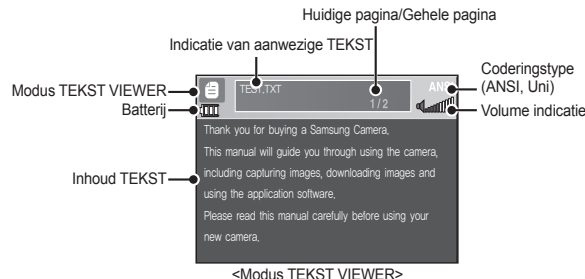 Huidige pagina/Gehele pagina
Indicatie van aanwezige TEKST
Coderingstype
(ANSI, Uni)
Modus TEKST VIEWER
TEST.TXT
ANSI
1 / 2
Batterij
Volume indicatie
Thank you for buying a Samsung Camera.
This manual will guide you through using the camera,
including capturing images, downloading images and
Inhoud TEKST
using the application software.
Please read this manual carefully before using your
new camera.
<Modus TEKST VIEWER>